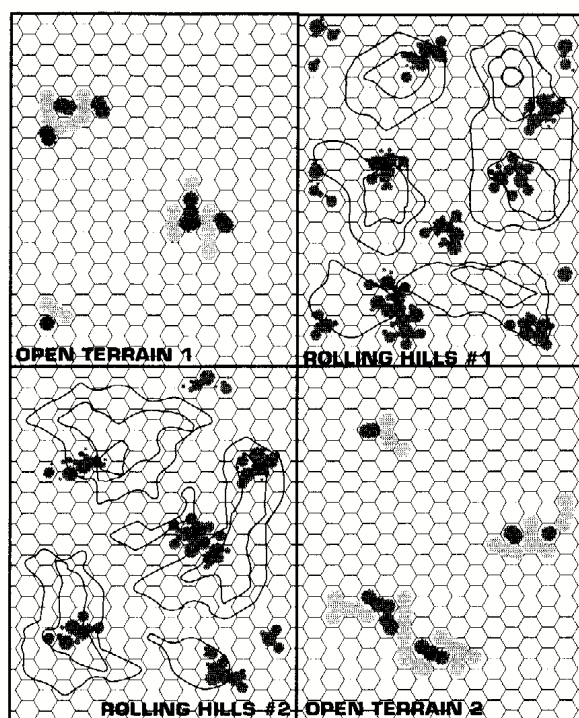 OPEN TERRAIN 1
ROLLING HILLS #1
ROLLING HILLS #2
OPEN TERRAIN 2